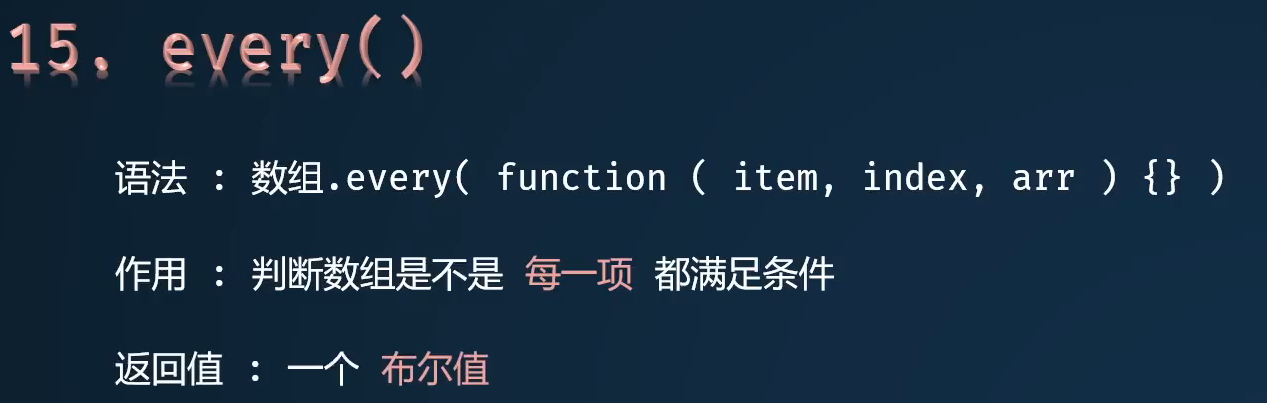 15. every()
语法 : 数组.every( function ( item, index, arr ) {} )
作用 : 判断数组是不是 每一项 都满足条件
返回值 : 一个 布尔值